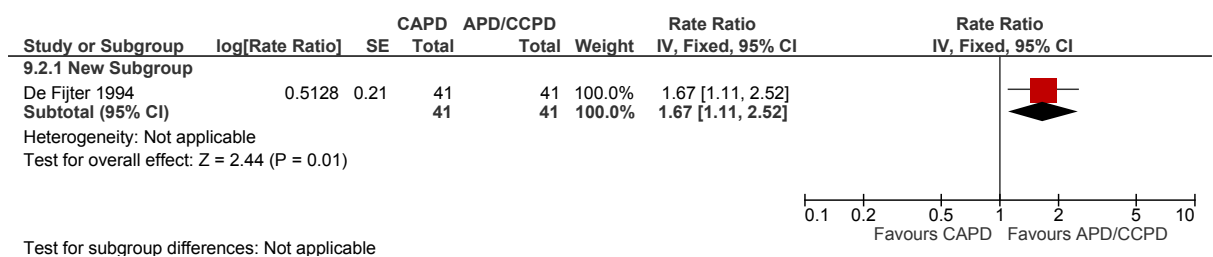 CAPD APD/CCPD Rate Ratio Rate Ratio
Study or Subgroup log[Rate Ratio] SE Total Total Weight IV, Fixed, 95% CI IV, Fixed, 95% CI
9.2.1 New Subgroup
De Fijter 1994 0.5128 0.21 41 41 100.0% 1.67 [1.11, 2.52]
Subtotal (95% CI) 41 41 100.0% 1.67 [1.11, 2.52]
Heterogeneity: Not applicable
Test for overall effect: Z = 2.44 (P = 0.01)
0.1 0.2 0.5 1 2 5 10
Favours CAPD Favours APD/CCPD
Test for subgroup differences: Not applicable